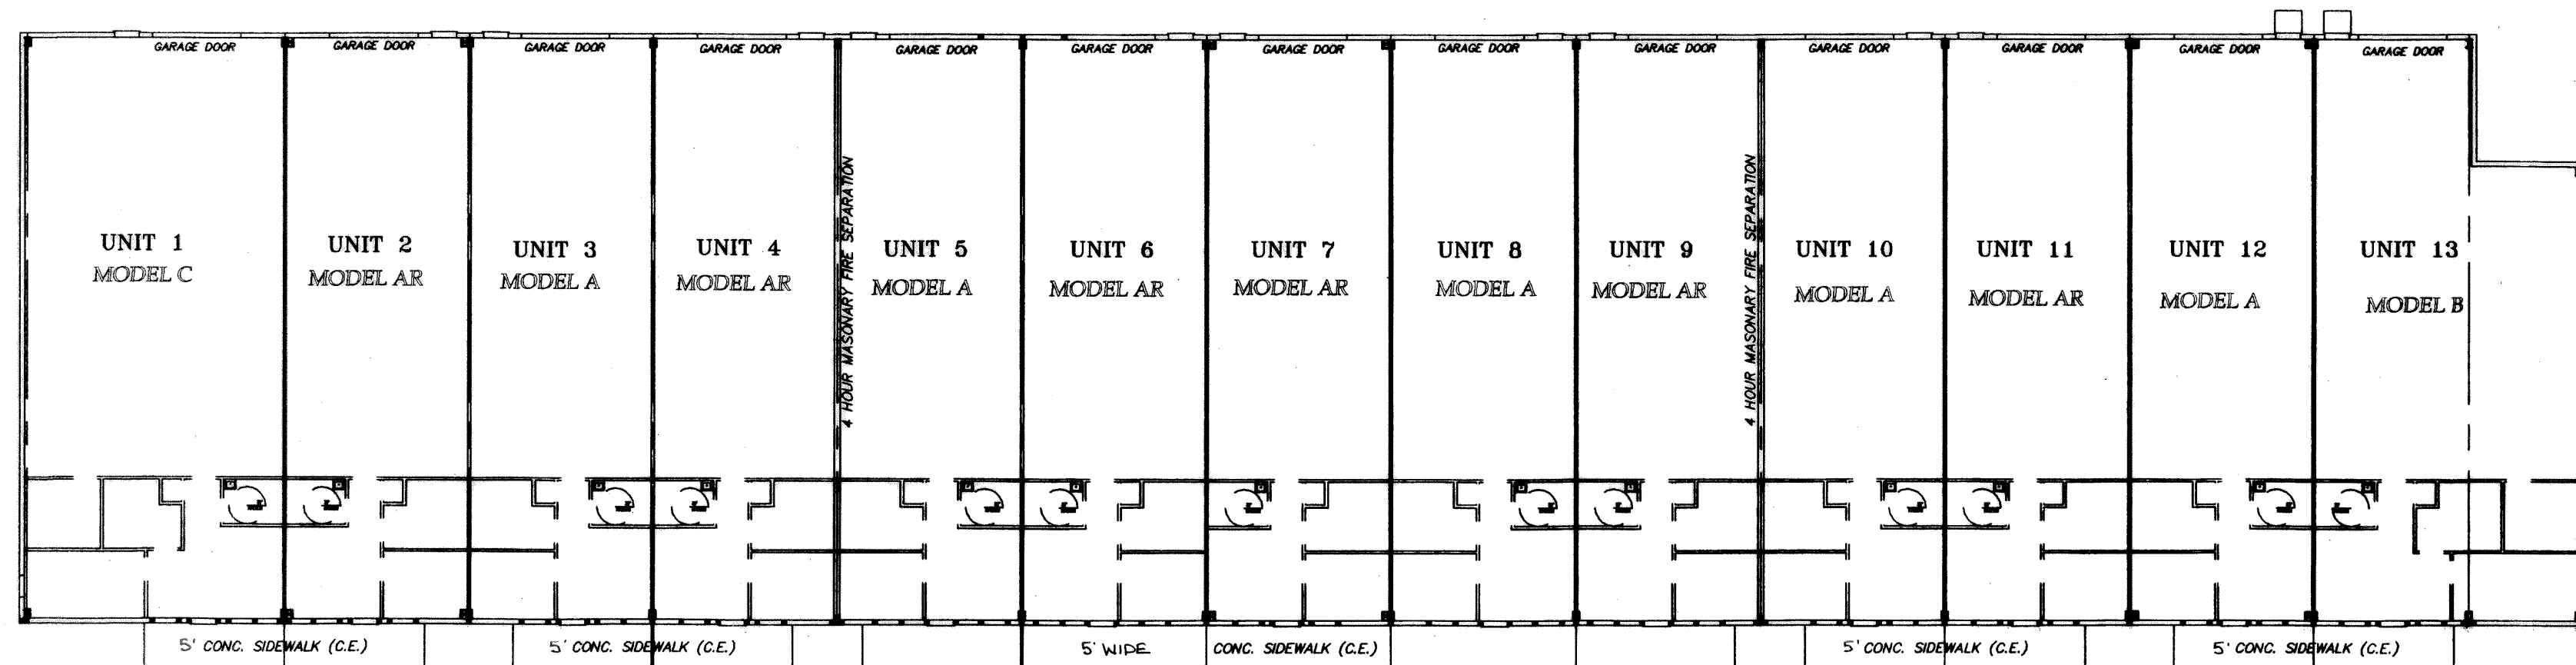 GARAGE DOOR
GARAGE DOOR
GARAGE DOOR
GARAGE DOOR
GARAGE DOOR
GARAGE DOOR
GARAGE DOOR
GARAGE DOOR
GARAGE DOOR
GARAGE DOOR
GARAGE DOOR
GARAGE DOOR
GARAGE DOOR
UNIT 1
MODEL C
UNIT 2
MODEL AR
UNIT 3
MODEL A
UNIT 4
MODEL AR
4 HOUR MASONARY FIRE SEPARATION
UNIT 5
MODEL A
UNIT 6
MODEL AR
UNIT 7
MODEL AR
UNIT 8
MODEL A
UNIT 9
MODEL AR
4 HOUR MASONARY FIRE SEPARATION
UNIT 10
MODEL A
UNIT 11
MODEL AR
UNIT 12
MODEL A
UNIT 13
MODEL B
5' CONC. SIDEWALK (C.E.)
5' CONC. SIDEWALK (C.E.)
5' WIDE CONC. SIDEWALK (C.E.)
5' CONC. SIDEWALK (C.E.)
5' CONC. SIDEWALK (C.E.)